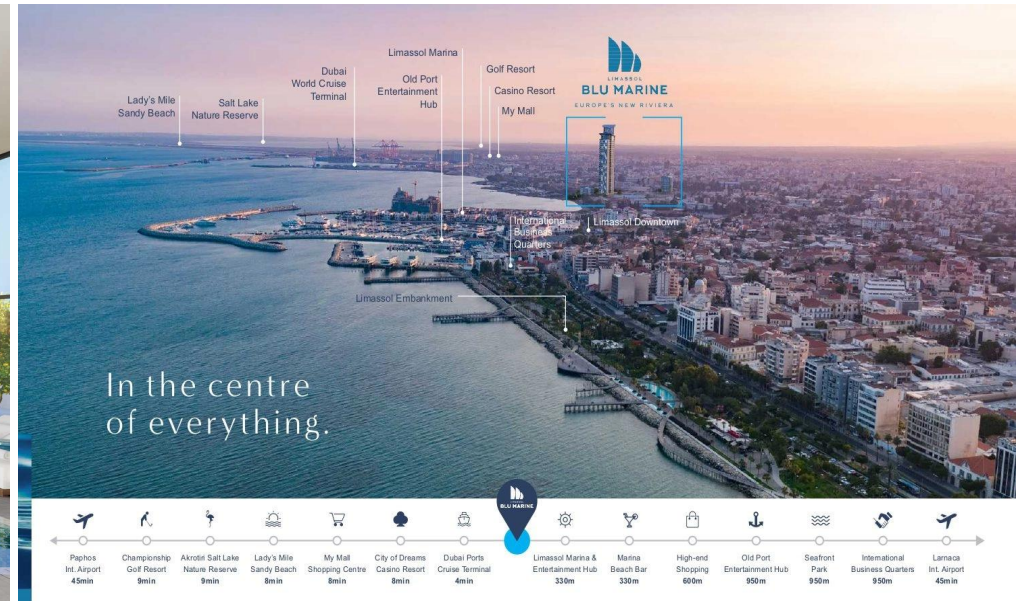 Limassol Marina
Dubai
World Cruise
Terminal
Old Port
Entertainment
Hub
Golf Resort
Casino Resort
My Mall
Lady's Mile
Sandy Beach
Salt Lake
Nature Reserve
LIMASSOL
BLU MARINE
EUROPE'S NEW RIVIERA
International
Business
Quarters
Limassol Downtown
Limassol Embankment
In the centre
of everything.
BLU MARINE
Paphos
Int. Airport
45min
Championship
Golf Resort
9min
Akrotiri Salt Lake
Nature Reserve
9min
Lady's Mile
Sandy Beach
8min
My Mall
Shopping Centre
8min
City of Dreams
Casino Resort
8min
Dubai Ports
Cruise Terminal
4min
Limassol Marina &
Entertainment Hub
330m
Marina
Beach Bar
330m
High-end
Shopping
600m
Old Port
Entertainment Hub
950m
Seafront
Park
950m
International
Business Quarters
950m
Larnaca
Int. Airport
45min